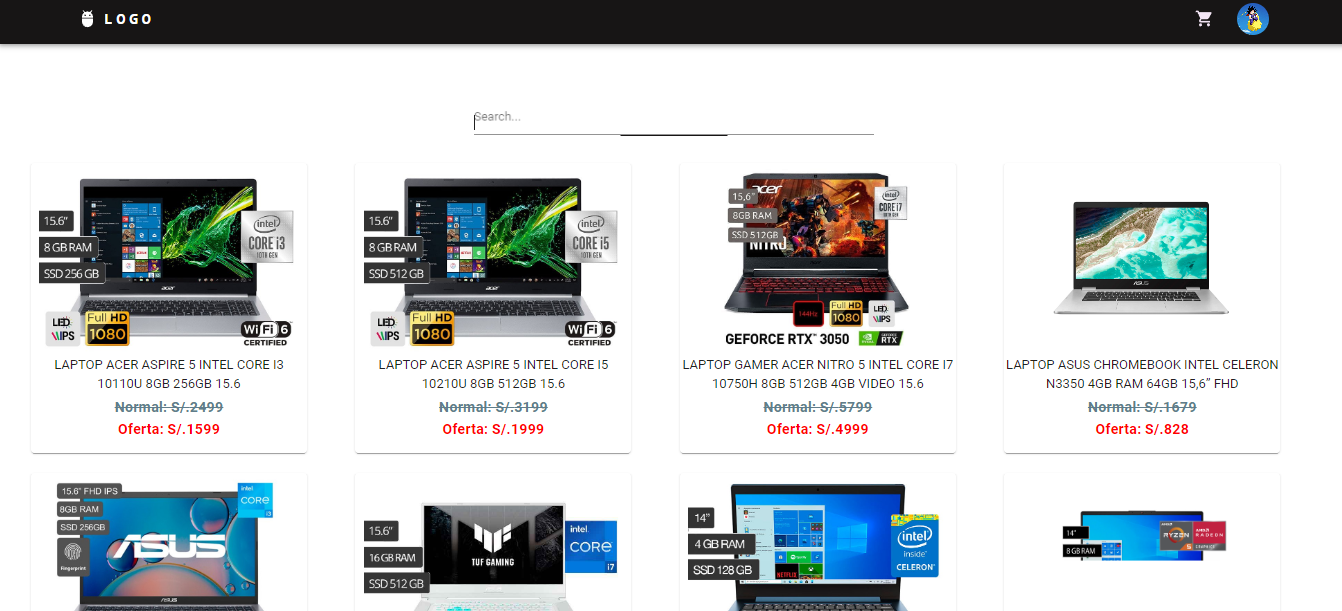 LOGO
Search...
15.6"
8 GB RAM
SSD 256 GB
intel
CORE i3
10TH GEN
acer
LED
IPS
Full HD
1080
WiFi 6
CERTIFIED
LAPTOP ACER ASPIRE 5 INTEL CORE I3
10110U 8GB 256GB 15.6
Normal: S/.2499
Oferta: S/.1599
15.6"
8 GB RAM
SSD 512 GB
intel
CORE i5
10TH GEN
acer
LED
IPS
Full HD
1080
WiFi 6
CERTIFIED
LAPTOP ACER ASPIRE 5 INTEL CORE I5
10210U 8GB 512GB 15.6
Normal: S/.3199
Oferta: S/.1999
acer
15,6"
8GB RAM
SSD 512GB
NITRO
intel
CORE i7
10TH GEN
144Hz
Full HD
1080
LED
IPS
GEFORCE RTX™ 3050
RTX
LAPTOP GAMER ACER NITRO 5 INTEL CORE I7
10750H 8GB 512GB 4GB VIDEO 15.6
Normal: S/.5799
Oferta: S/.4999
ASUS
LAPTOP ASUS CHROMEBOOK INTEL CELERON
N3350 4GB RAM 64GB 15,6” FHD
Normal: S/.1679
Oferta: S/.828
15.6" FHD IPS
8GB RAM
SSD 256GB
Fingerprint
intel
CORE
i3
ASUS
ASUS
15.6"
16 GB RAM
SSD 512 GB
TUF GAMING
intel
CORE
i7
14"
4 GB RAM
SSD 128 GB
NETFLIX
intel
inside
CELERON
14"
8 GB RAM
RYZEN
5
AMD
RADEON
GRAPHICS